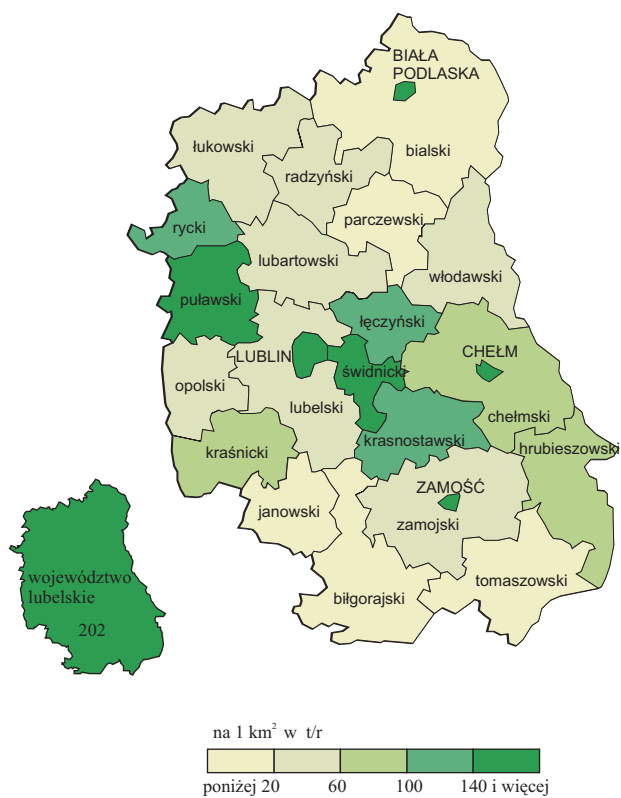 BIAŁA
PODLASKA
łukowski
bialski
radzyński
parczewski
rycki
lubartowski
włodawski
puławski
łęczyński
LUBLIN
CHEŁM
świdnicki
opolski
lubelski
chełmski
krasnostawski
hrubieszowski
kraśnicki
ZAMOŚĆ
janowski
zamojski
tomaszowski
biłgorajski
województwo
lubelskie
202
na 1 km² w t/r
poniżej 20 60 100 140 i więcej